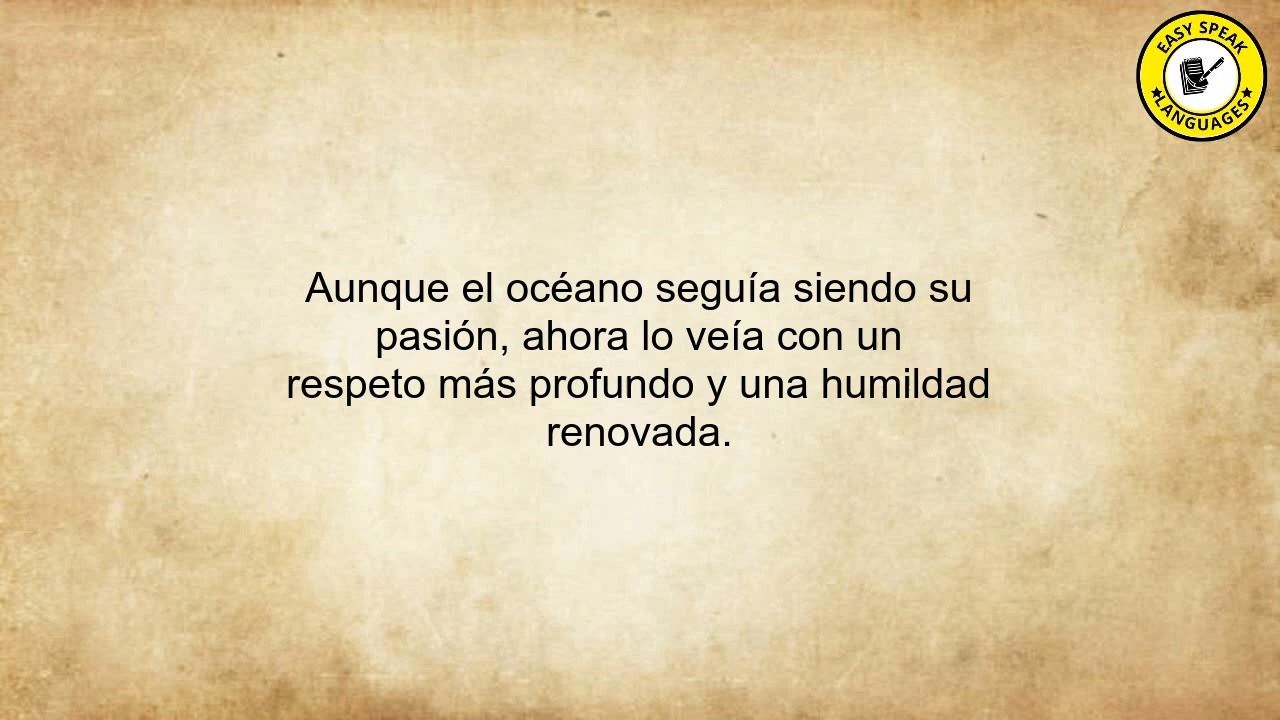 EASY SPEAK
LANGUAGES
Aunque el océano seguía siendo su
pasión, ahora lo veía con un
respeto más profundo y una humildad
renovada.